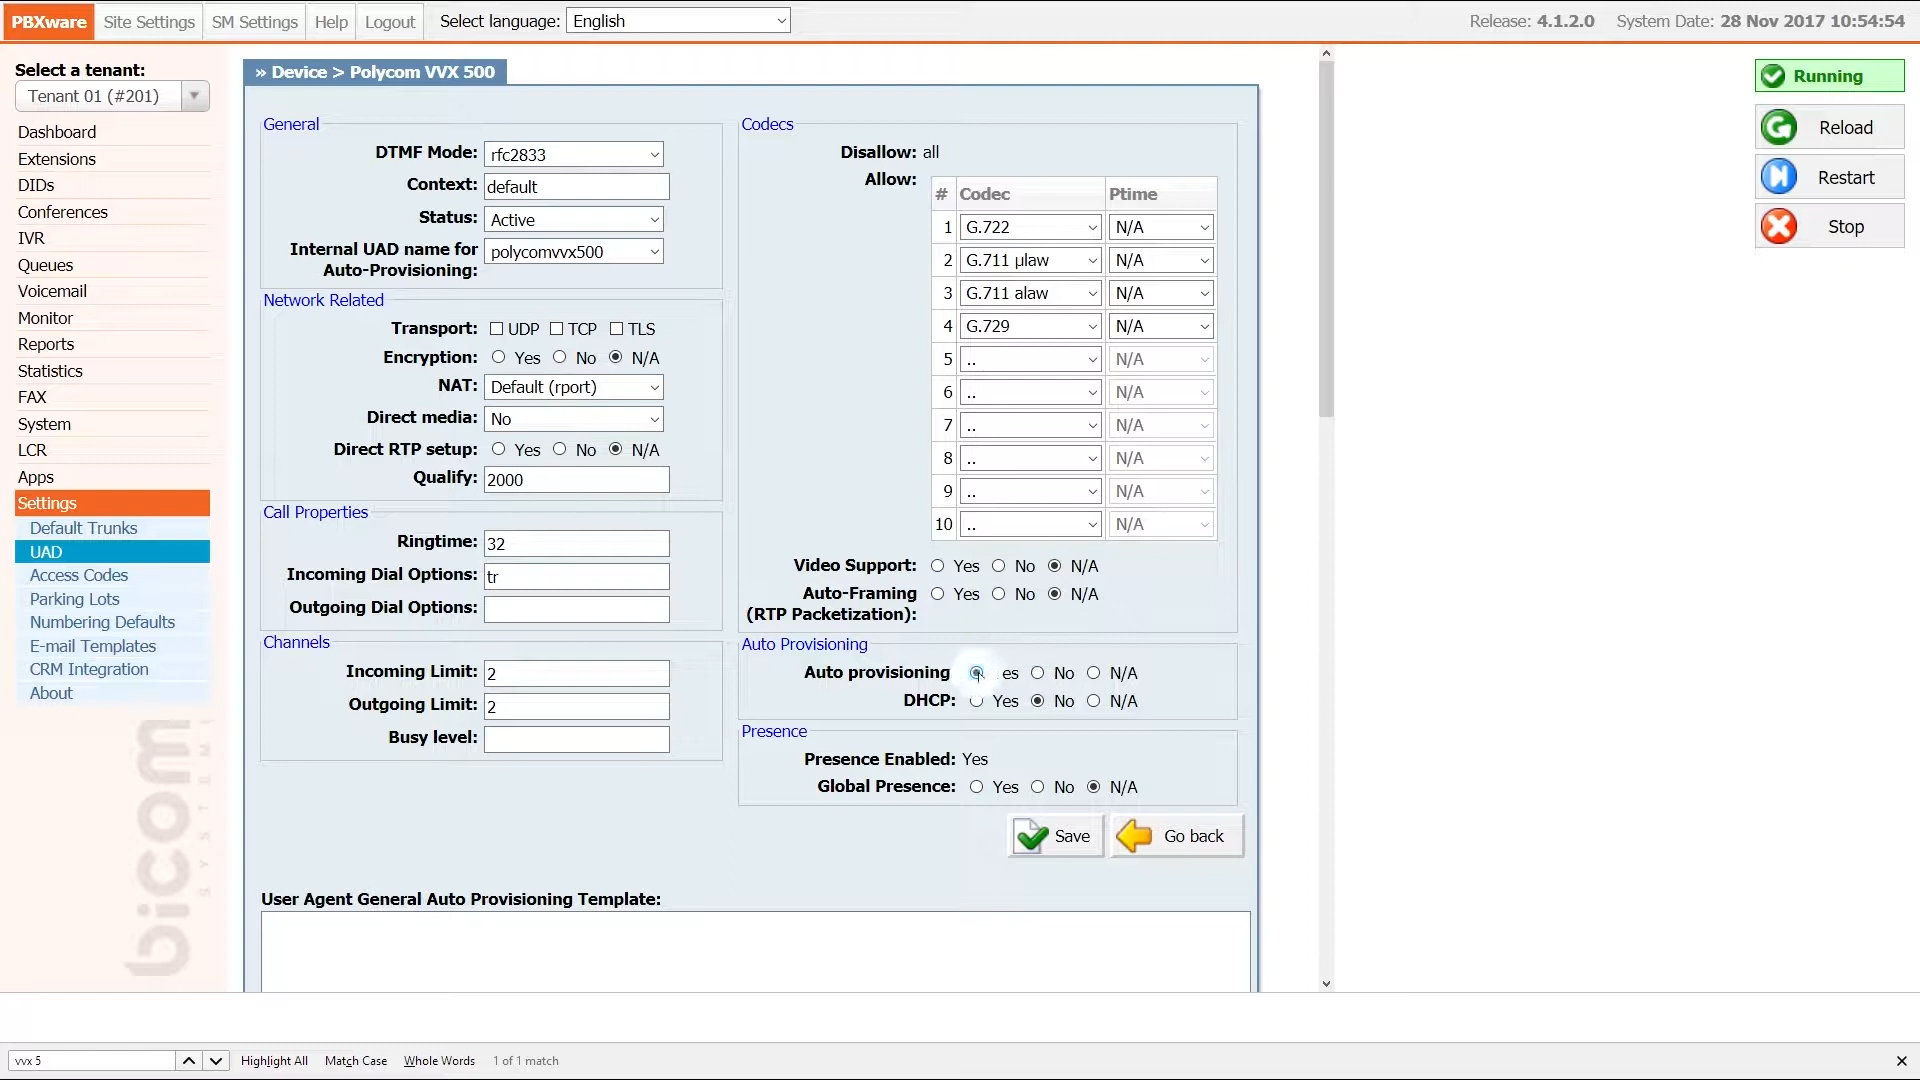 PBXware Site Settings SM Settings Help Logout Select language: English Release: 4.1.2.0 System Date: 28 Nov 2017 10:54:54
Select a tenant:
Tenant 01 (#201)
Dashboard
Extensions
DIDs
Conferences
IVR
Queues
Voicemail
Monitor
Reports
Statistics
FAX
System
LCR
Apps
Settings
Default Trunks
UAD
Access Codes
Parking Lots
Numbering Defaults
E-mail Templates
CRM Integration
About
bicom
SYSTEMS
» Device > Polycom VVX 500
General
DTMF Mode: rfc2833
Context: default
Status: Active
Internal UAD name for
Auto-Provisioning: polycomvvx500
Network Related
Transport: UDP TCP TLS
Encryption: Yes No N/A
NAT: Default (rport)
Direct media: No
Direct RTP setup: Yes No N/A
Qualify: 2000
Call Properties
Ringtime: 32
Incoming Dial Options: tr
Outgoing Dial Options:
Channels
Incoming Limit: 2
Outgoing Limit: 2
Busy level:
Codecs
Disallow: all
Allow:
# Codec Ptime
1 G.722 N/A
2 G.711 µlaw N/A
3 G.711 alaw N/A
4 G.729 N/A
5 .. N/A
6 .. N/A
7 .. N/A
8 .. N/A
9 .. N/A
10 .. N/A
Video Support: Yes No N/A
Auto-Framing Yes No N/A
(RTP Packetization):
Auto Provisioning
Auto provisioning es No N/A
DHCP: Yes No N/A
Presence
Presence Enabled: Yes
Global Presence: Yes No N/A
Save Go back
User Agent General Auto Provisioning Template:
Running
Reload
Restart
Stop
vvx 5 Highlight All Match Case Whole Words 1 of 1 match